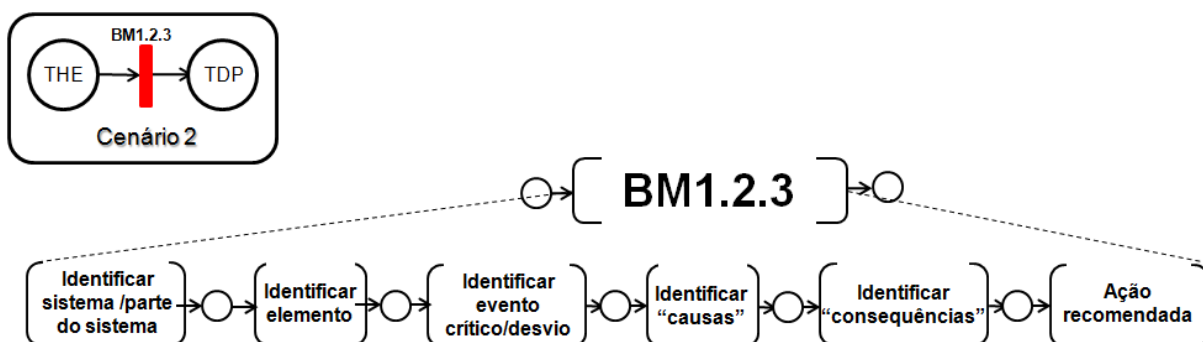 BM1.2.3
THE
TDP
Cenário 2
BM1.2.3
Identificar
sistema /parte
do sistema
Identificar
elemento
Identificar
evento
crítico/desvio
Identificar
“causas”
Identificar
“consequências”
Ação
recomendada